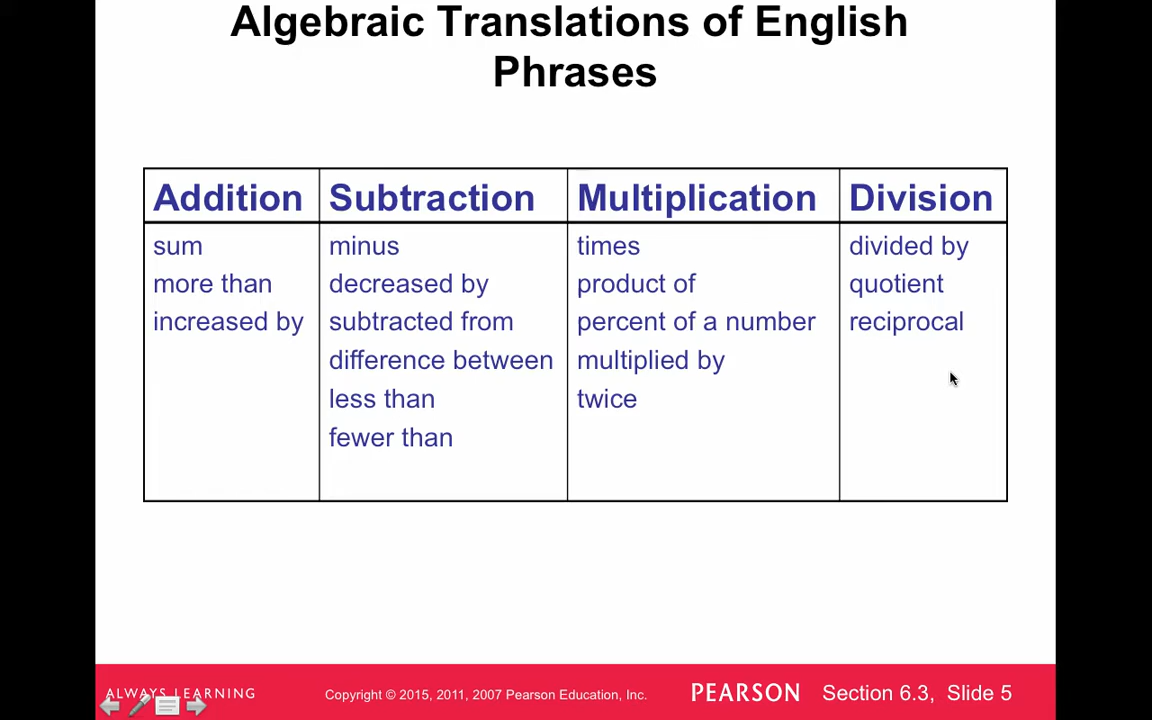 Algebraic Translations of English
Phrases
Addition Subtraction Multiplication Division
sum minus times divided by
more than decreased by product of quotient
increased by subtracted from percent of a number reciprocal
difference between multiplied by
less than twice
fewer than
ALWAYS LEARNING Copyright © 2015, 2011, 2007 Pearson Education, Inc. PEARSON Section 6.3, Slide 5